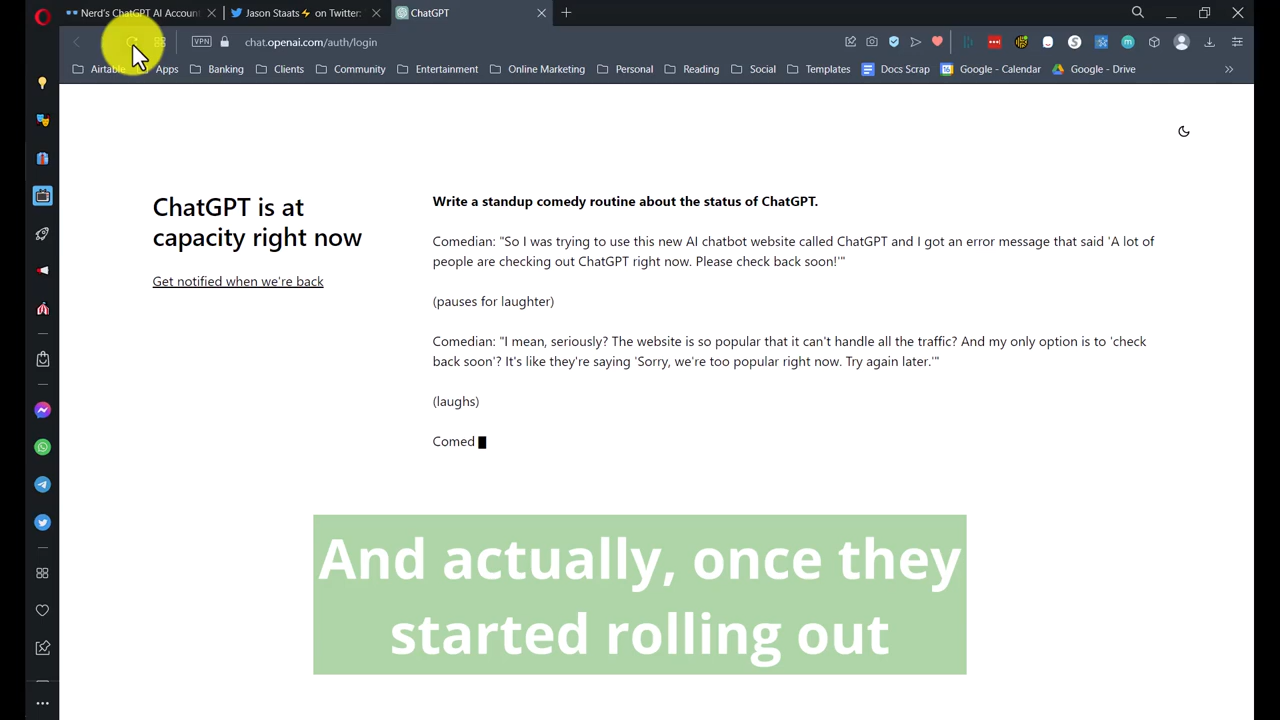 Nerd's ChatGPT AI Account
Jason Staats⚡ on Twitter:
ChatGPT
VPN
chat.openai.com/auth/login
Airtable
Apps
Banking
Clients
Community
Entertainment
Online Marketing
Personal
Reading
Social
Templates
Docs Scrap
Google - Calendar
Google - Drive
ChatGPT is at
capacity right now
Get notified when we're back
Write a standup comedy routine about the status of ChatGPT.
Comedian: "So I was trying to use this new AI chatbot website called ChatGPT and I got an error message that said 'A lot of
people are checking out ChatGPT right now. Please check back soon!'"
(pauses for laughter)
Comedian: "I mean, seriously? The website is so popular that it can't handle all the traffic? And my only option is to 'check
back soon'? It's like they're saying 'Sorry, we're too popular right now. Try again later.'"
(laughs)
Comed
And actually, once they
started rolling out